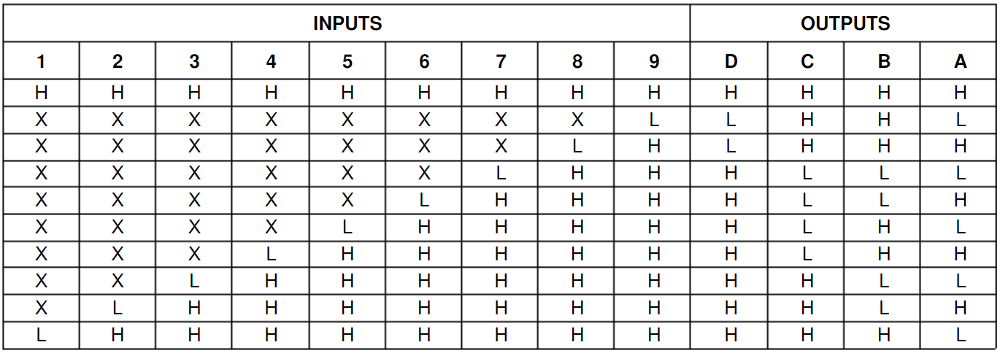 INPUTS OUTPUTS
1 2 3 4 5 6 7 8 9 D C B A
H H H H H H H H H H H H H
X X X X X X X X L L H H L
X X X X X X X L H L H H H
X X X X X X L H H H L L L
X X X X X L H H H H L L H
X X X X L H H H H H L H L
X X X L H H H H H H L H H
X X L H H H H H H H H L L
X L H H H H H H H H H L H
L H H H H H H H H H H H L